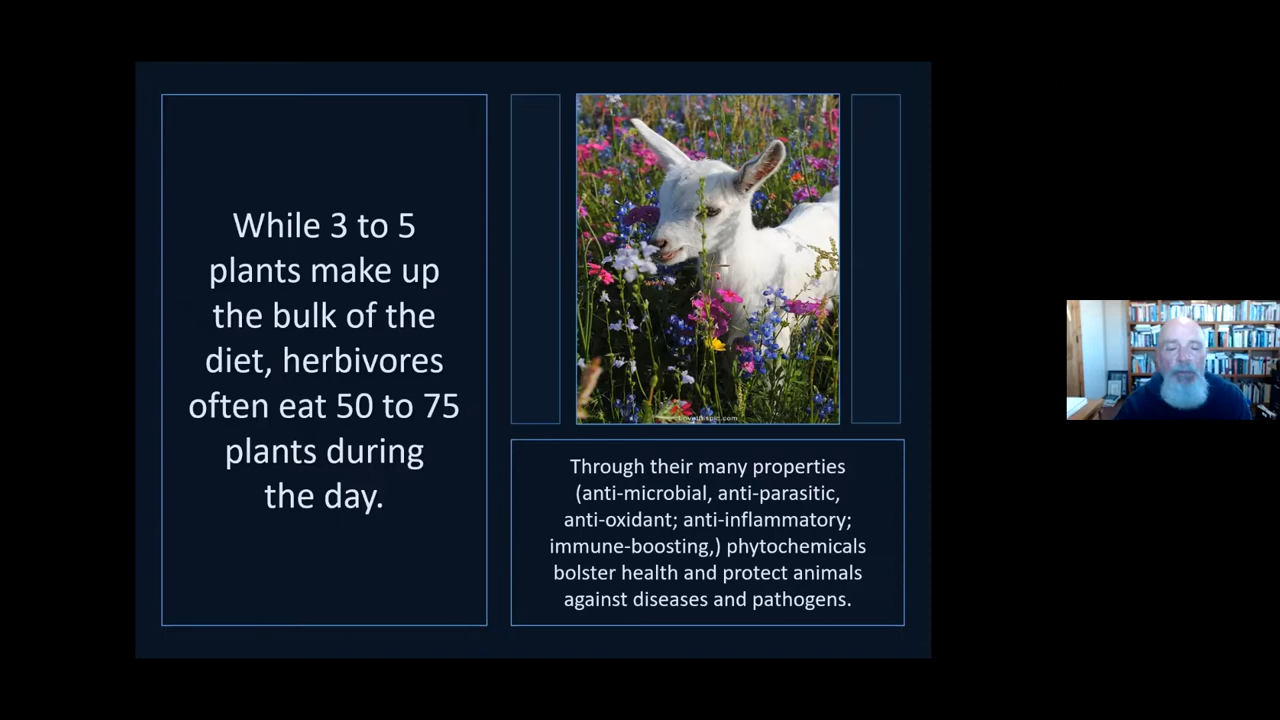 While 3 to 5
plants make up
the bulk of the
diet, herbivores
often eat 50 to 75
plants during
the day.
Through their many properties
(anti-microbial, anti-parasitic,
anti-oxidant; anti-inflammatory;
immune-boosting,) phytochemicals
bolster health and protect animals
against diseases and pathogens.